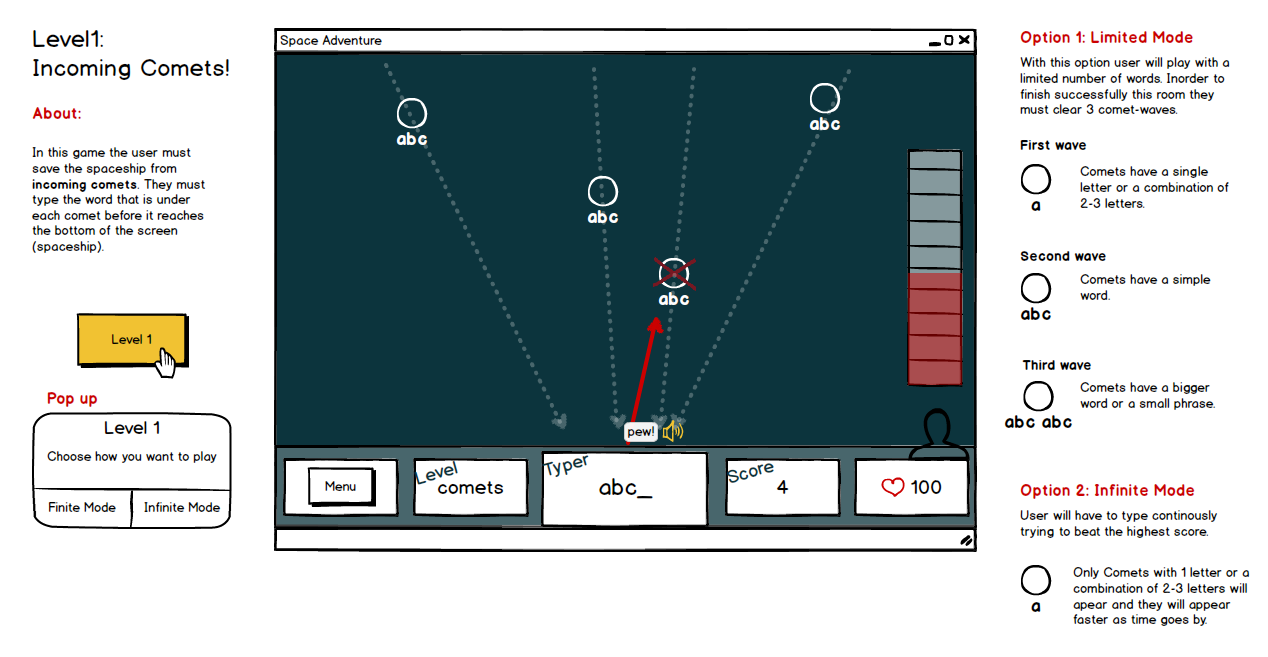 Level1:
Incoming Comets!
About:
In this game the user must
save the spaceship from
incoming comets. They must
type the word that is under
each comet before it reaches
the bottom of the screen
(spaceship).
Level 1
Pop up
Level 1
Choose how you want to play
Finite Mode
Infinite Mode
Space Adventure
abc
abc
abc
abc
pew!
Menu
Level
comets
Typer
abc_
Score
4
100
Option 1: Limited Mode
With this option user will play with a
limited number of words. Inorder to
finish successfully this room they
must clear 3 comet-waves.
First wave
Comets have a single
letter or a combination of
2-3 letters.
a
Second wave
Comets have a simple
word.
abc
Third wave
Comets have a bigger
word or a small phrase.
abc abc
Option 2: Infinite Mode
User will have to type continously
trying to beat the highest score.
Only Comets with 1 letter or a
combination of 2-3 letters will
apear and they will appear
faster as time goes by.
a